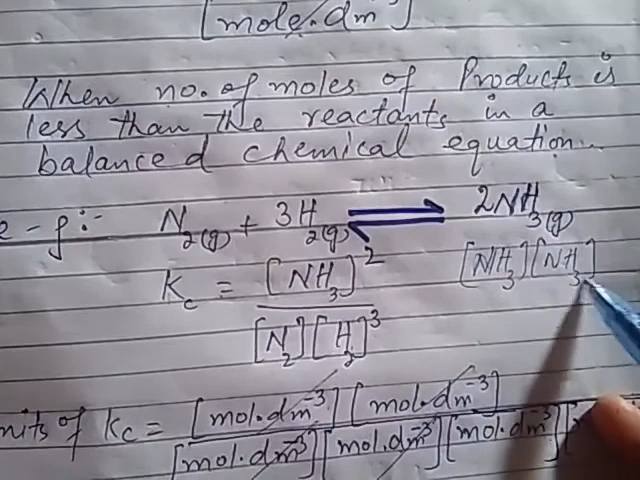 [mole.dm]
When no. of moles of Products is
less than the reactants in a
balanced chemical equation..
e-g:- N2(g) + 3H2(g) ⇌ 2NH3(g)
Kc = [NH3]² / [N2][H2]³ [NH3][NH3]
nits of Kc = [mol.dm⁻³][mol.dm⁻³]
[mol.dm⁻³][mol.dm⁻³][mol.dm⁻³][